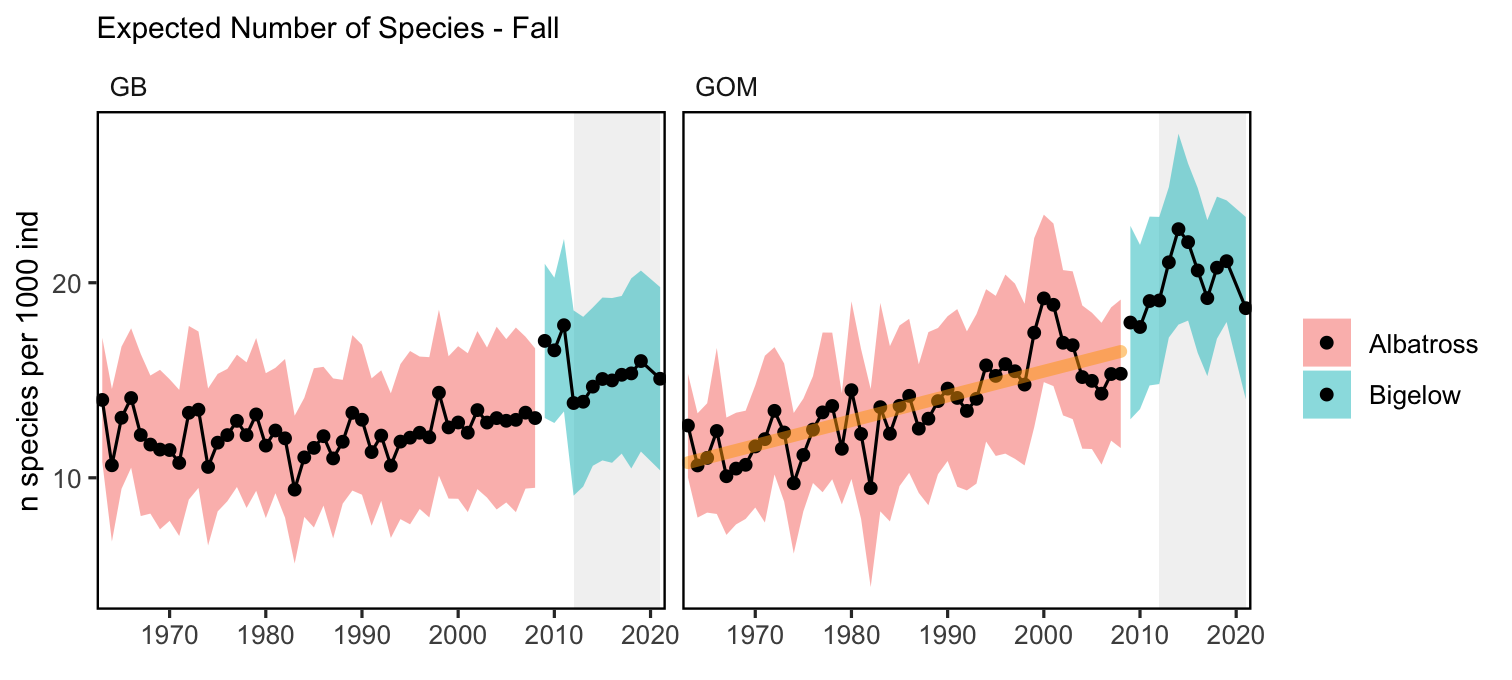 Expected Number of Species - Fall
GB
GOM
n species per 1000 ind
20
10
1970 1980 1990 2000 2010 2020
1970 1980 1990 2000 2010 2020
Albatross
Bigelow